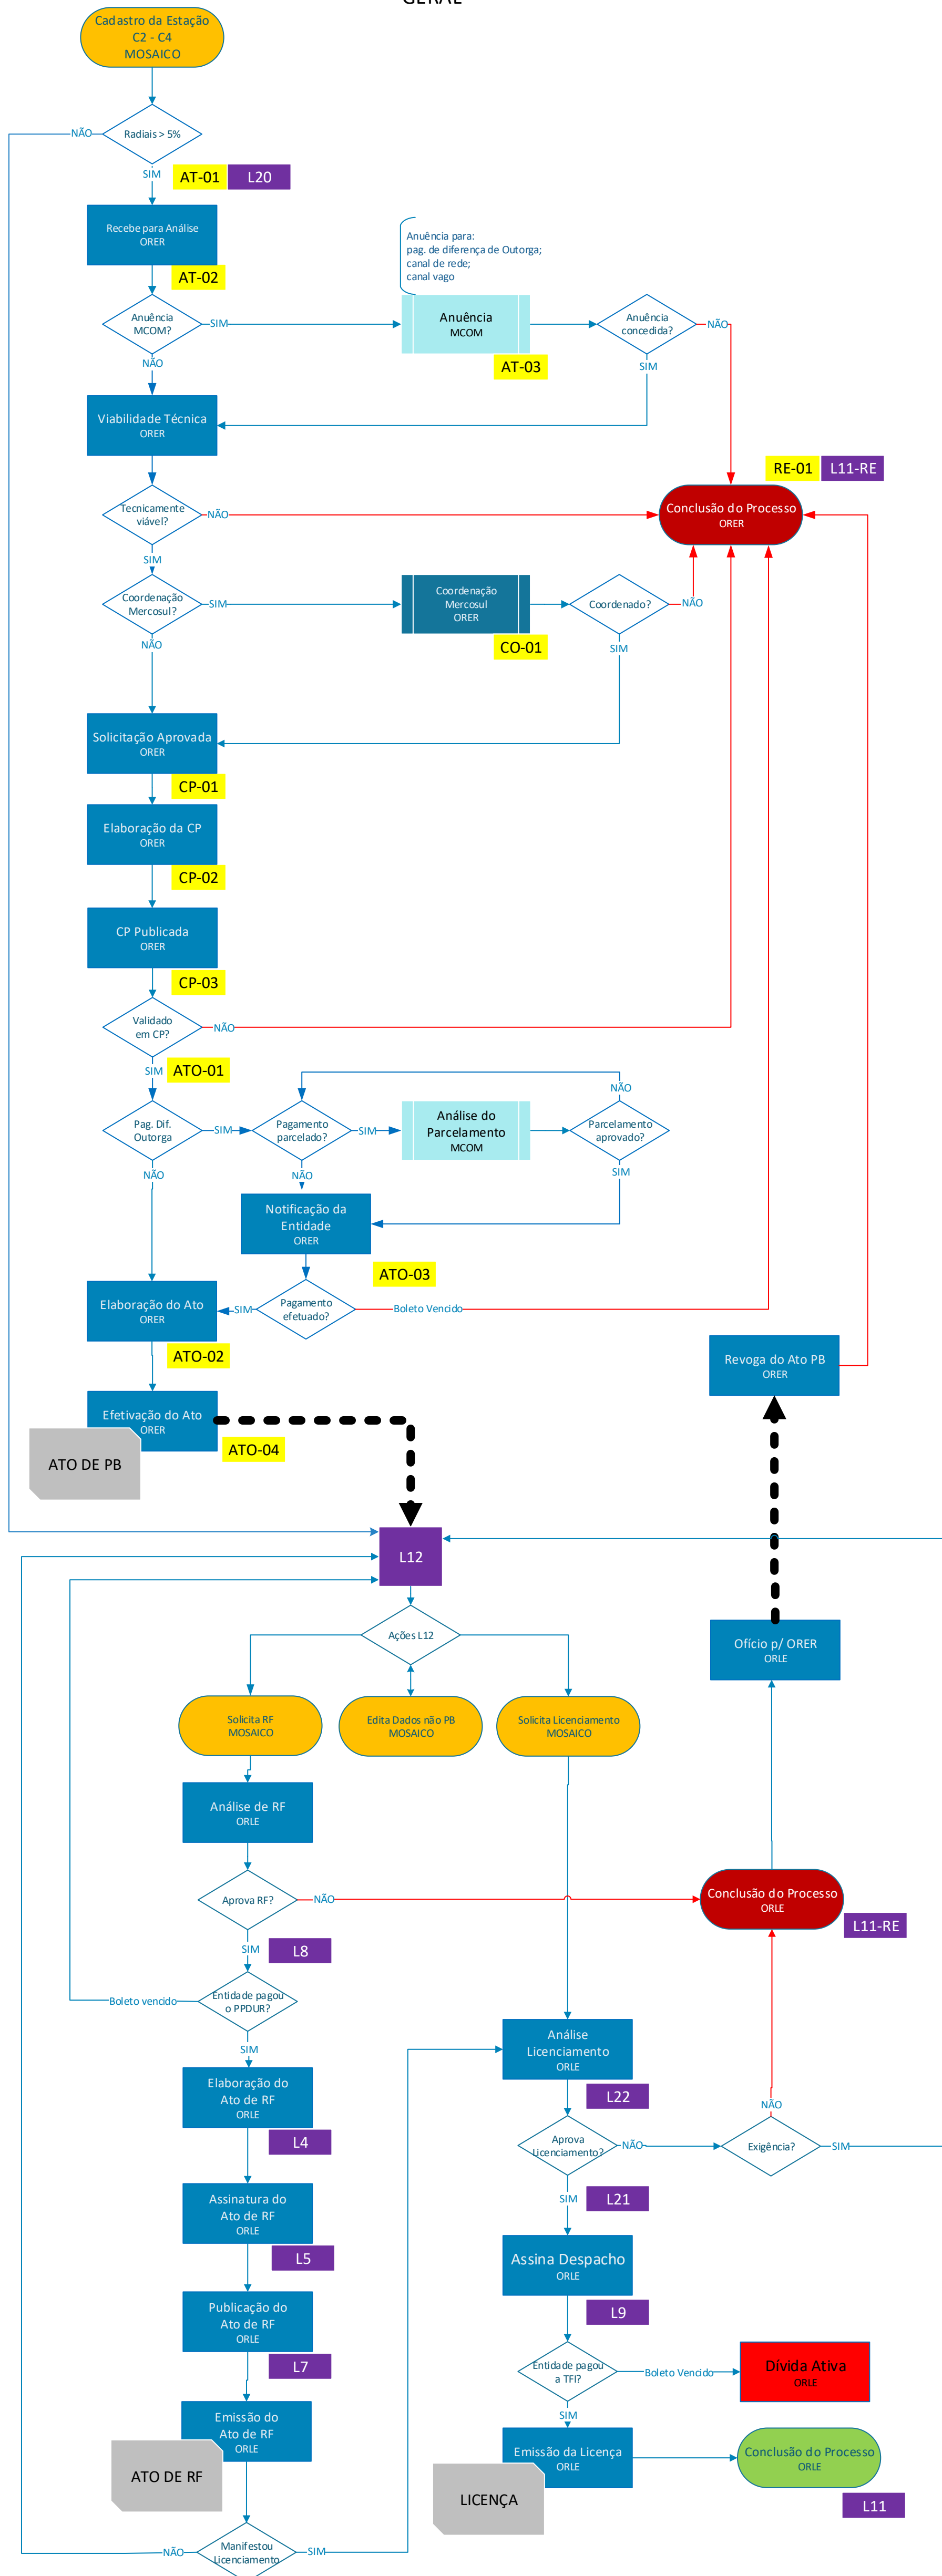 GERAL
Cadastro da Estação
C2 - C4
MOSAICO
NÃO
Radiais > 5%
SIM
AT-01
L20
Recebe para Análise
ORER
AT-02
Anuência para:
pag. de diferença de Outorga;
canal de rede;
canal vago
Anuência
MCOM?
SIM
Anuência
MCOM
Anuência
concedida?
NÃO
NÃO
AT-03
SIM
Viabilidade Técnica
ORER
RE-01
L11-RE
Tecnicamente
viável?
NÃO
Conclusão do Processo
ORER
SIM
Coordenação
Mercosul?
SIM
Coordenação
Mercosul
ORER
Coordenado?
NÃO
NÃO
CO-01
SIM
Solicitação Aprovada
ORER
CP-01
Elaboração da CP
ORER
CP-02
CP Publicada
ORER
CP-03
Validado
em CP?
NÃO
SIM
ATO-01
NÃO
Pag. Dif.
Outorga
SIM
Pagamento
parcelado?
SIM
Análise do
Parcelamento
MCOM
Parcelamento
aprovado?
NÃO
NÃO
SIM
Notificação da
Entidade
ORER
ATO-03
Elaboração do Ato
ORER
SIM
Pagamento
efetuado?
Boleto Vencido
ATO-02
Revoga do Ato PB
ORER
Efetivação do Ato
ORER
ATO-04
ATO DE PB
L12
Ações L12
Ofício p/ ORER
ORLE
Solicita RF
MOSAICO
Edita Dados não PB
MOSAICO
Solicita Licenciamento
MOSAICO
Análise de RF
ORLE
Aprova RF?
NÃO
Conclusão do Processo
ORLE
L11-RE
SIM
L8
Boleto vencido
Entidade pagou
o PPDUR?
SIM
Análise
Licenciamento
ORLE
Elaboração do
Ato de RF
ORLE
L22
L4
Aprova
Licenciamento?
NÃO
NÃO
Exigência?
SIM
SIM
L21
Assinatura do
Ato de RF
ORLE
L5
Assina Despacho
ORLE
L9
Publicação do
Ato de RF
ORLE
L7
Entidade pagou
a TFI?
Boleto Vencido
Dívida Ativa
ORLE
SIM
Emissão do
Ato de RF
ORLE
ATO DE RF
Emissão da Licença
ORLE
LICENÇA
Conclusão do Processo
ORLE
L11
NÃO
Manifestou
Licenciamento
SIM